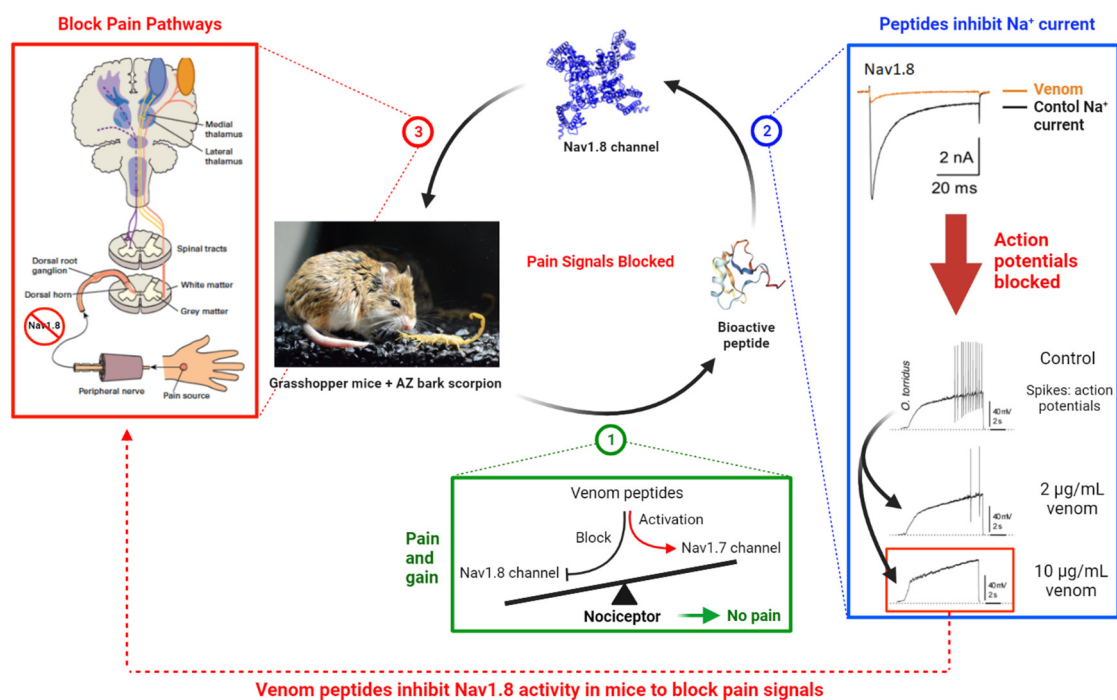 Block Pain Pathways
Medial
thalamus
Lateral
thalamus
Spinal tracts
Dorsal root
ganglion
Dorsal horn
White matter
Grey matter
Nav1.8
Peripheral nerve
Pain source
3
Nav1.8 channel
2
Pain Signals Blocked
Bioactive
peptide
Grasshopper mice + AZ bark scorpion
1
Pain
and
gain
Venom peptides
Block
Activation
Nav1.8 channel
Nav1.7 channel
Nociceptor
No pain
Peptides inhibit Na⁺ current
Nav1.8
Venom
Contol Na⁺
current
2 nA
20 ms
Action
potentials
blocked
O. torridus
40 mV
2 s
Control
Spikes: action
potentials
40 mV
2 s
2 µg/mL
venom
40 mV
2 s
10 µg/mL
venom
Venom peptides inhibit Nav1.8 activity in mice to block pain signals